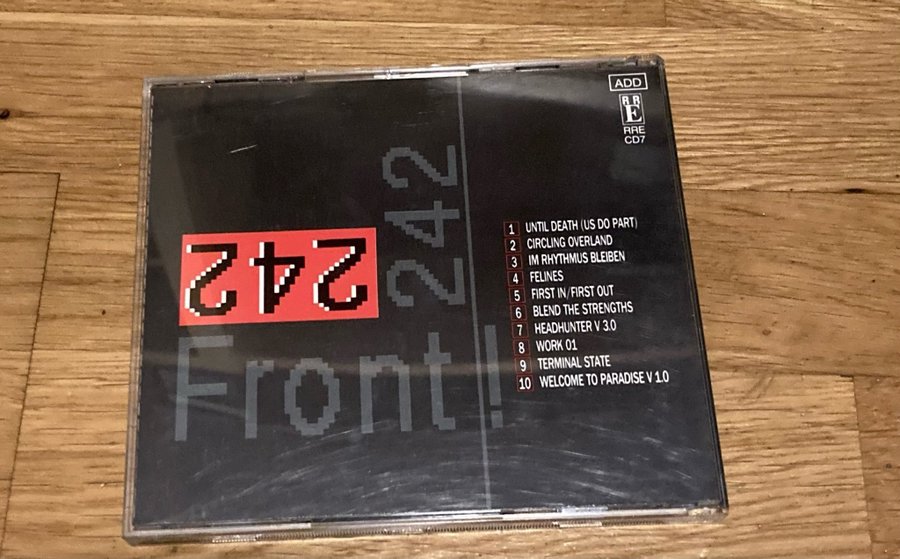 ADD
R R
E
RRE
CD7
242
242
Front !
1 UNTIL DEATH (US DO PART)
2 CIRCLING OVERLAND
3 IM RHYTHMUS BLEIBEN
4 FELINES
5 FIRST IN/FIRST OUT
6 BLEND THE STRENGTHS
7 HEADHUNTER V 3.0
8 WORK 01
9 TERMINAL STATE
10 WELCOME TO PARADISE V 1.0